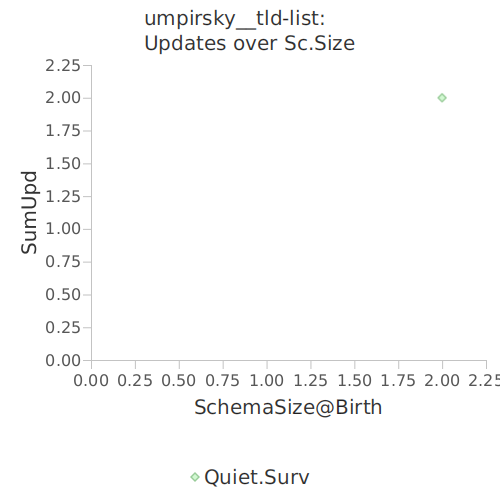 umpirsky__tld-list:
Updates over Sc.Size
2.25
2.00
1.75
1.50
1.25
1.00
0.75
0.50
0.25
0.00
SumUpd
0.00 0.25 0.50 0.75 1.00 1.25 1.50 1.75 2.00 2.25
SchemaSize@Birth
Quiet.Surv